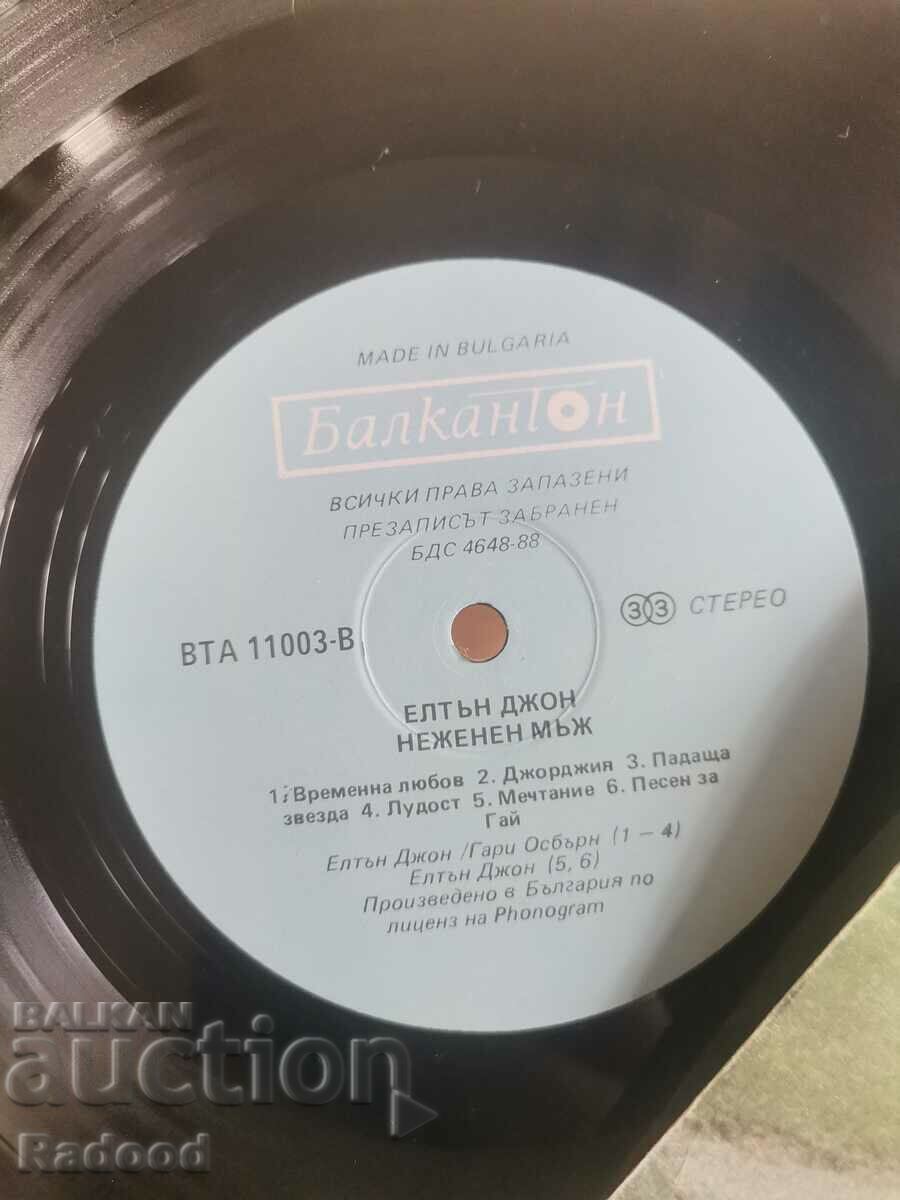 MADE IN BULGARIA
Балкантон
ВСИЧКИ ПРАВА ЗАПАЗЕНИ
ПРЕЗАПИСЪТ ЗАБРАНЕН
БДС 4648-88
ВТА 11003-В
33 СТЕРЕО
ЕЛТЪН ДЖОН
НЕЖЕНЕН МЪЖ
1. Временна любов 2. Джорджия 3. Падаща
звезда 4. Лудост 5. Мечтание 6. Песен за
Гай
Елтън Джон /Гари Осбърн (1 – 4)
Елтън Джон (5, 6)
Произведено в България по
лиценз на Phonogram
BALKAN
auction
Radood